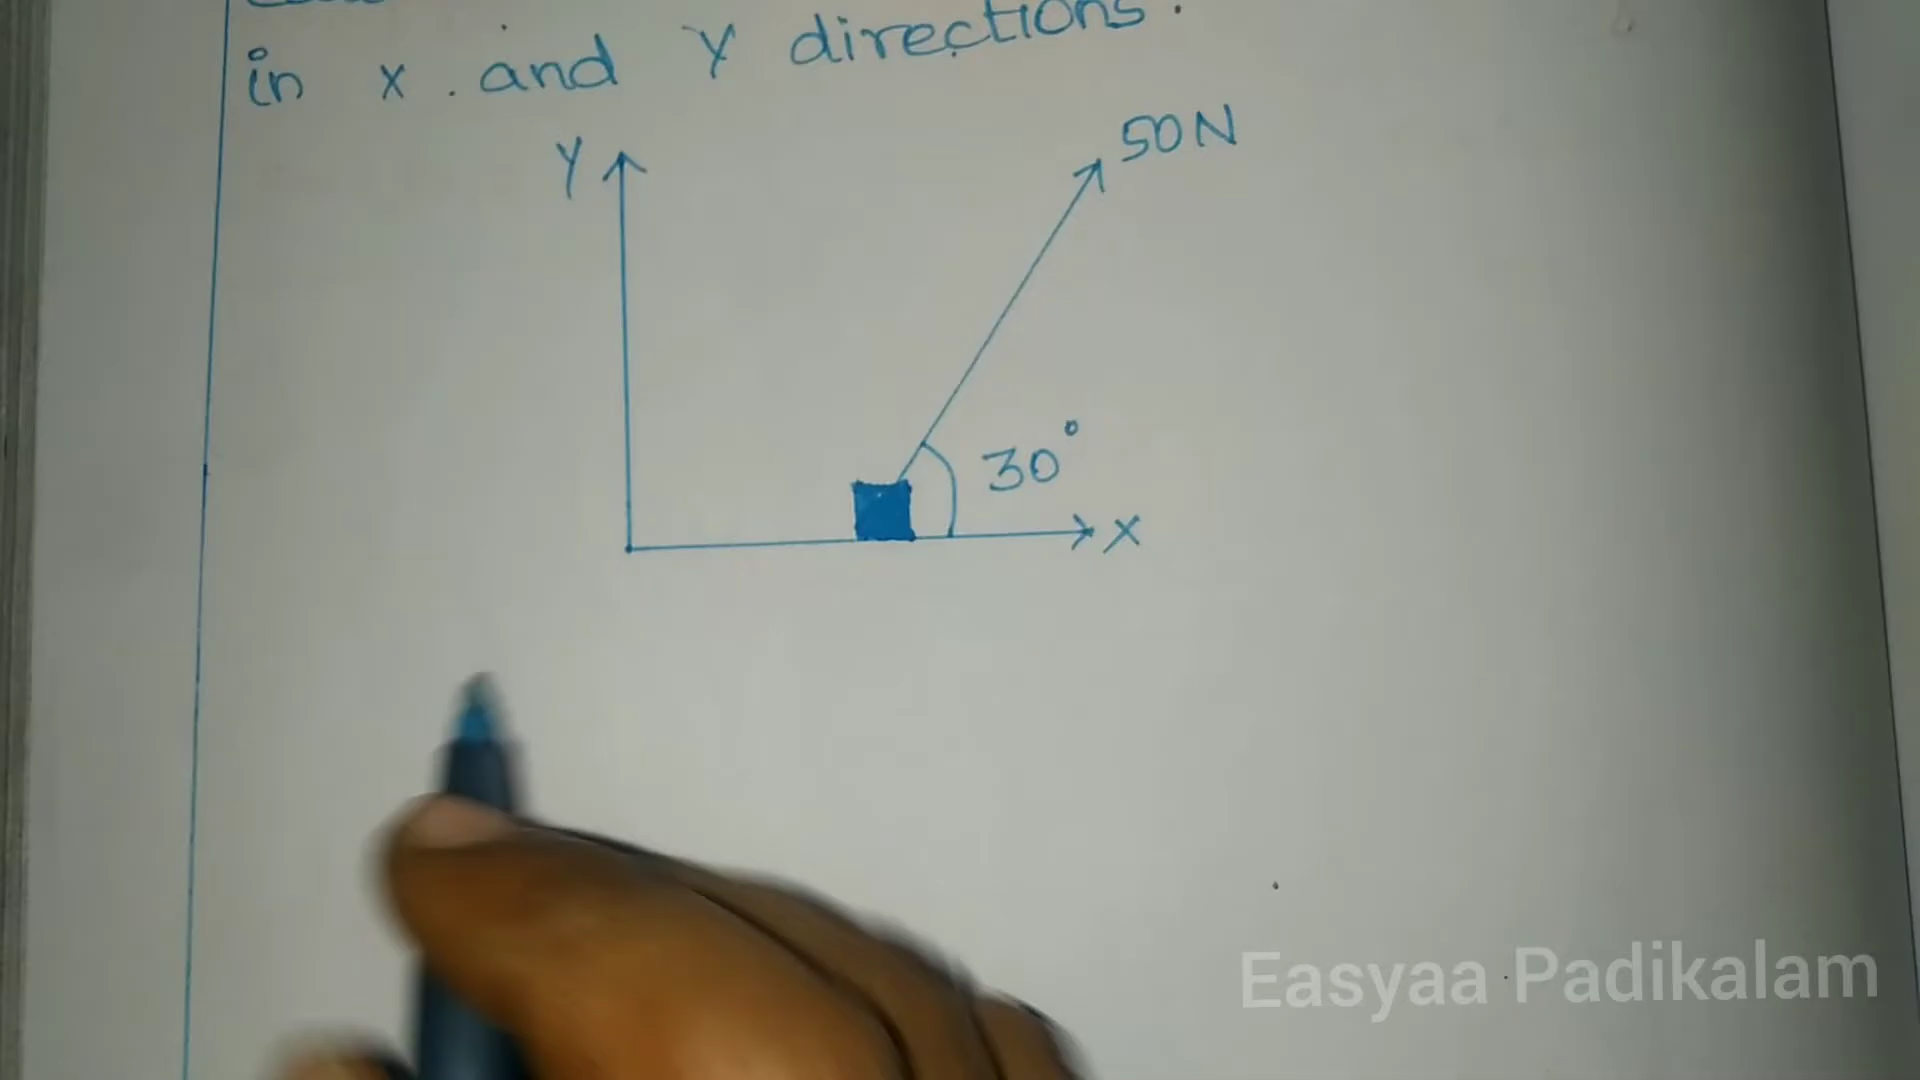 in x and y directions.
Y
50N
30°
X
Easyaa Padikalam